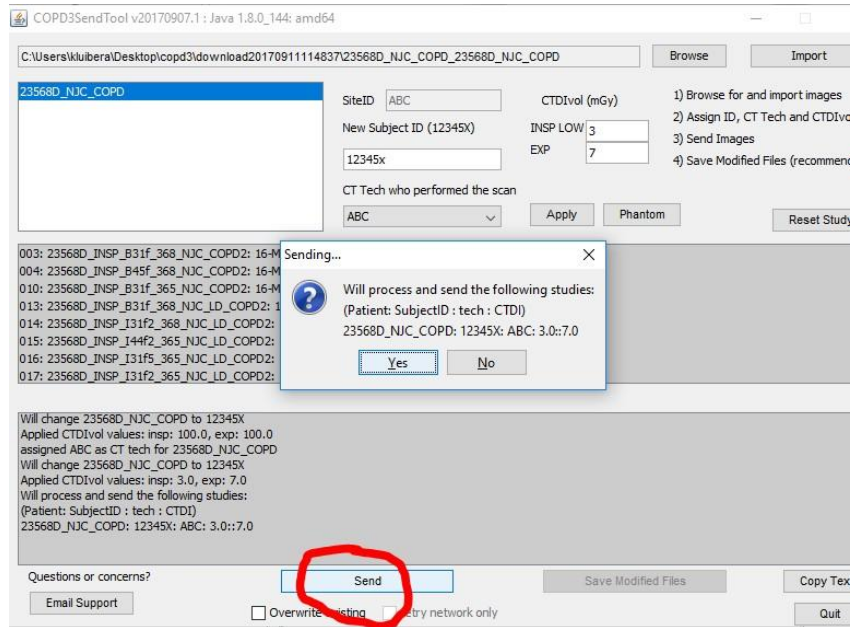 COPD3SendTool v20170907.1 : Java 1.8.0_144: amd64
C:\Users\kluibera\Desktop\copd3\download20170911114837\23568D_NJC_COPD_23568D_NJC_COPD
Browse
Import
23568D_NJC_COPD
SiteID
ABC
CTDIvol (mGy)
1) Browse for and import images
New Subject ID (12345X)
INSP LOW 3
2) Assign ID, CT Tech and CTDIvo
12345x
EXP 7
3) Send Images
4) Save Modified Files (recommend
CT Tech who performed the scan
ABC
Apply
Phantom
Reset Study
003: 23568D_INSP_B31f_368_NJC_COPD2: 16-M
004: 23568D_INSP_B45f_368_NJC_COPD2: 16-M
010: 23568D_INSP_B31f_365_NJC_COPD2: 16-M
013: 23568D_INSP_B31f_368_NJC_LD_COPD2: 1
014: 23568D_INSP_I31f2_368_NJC_LD_COPD2:
015: 23568D_INSP_I44f2_365_NJC_LD_COPD2:
016: 23568D_INSP_I31f5_365_NJC_LD_COPD2:
017: 23568D_INSP_I31f2_365_NJC_LD_COPD2:
Sending...
Will process and send the following studies:
(Patient: SubjectID : tech : CTDI)
23568D_NJC_COPD: 12345X: ABC: 3.0::7.0
Yes
No
Will change 23568D_NJC_COPD to 12345X
Applied CTDIvol values: insp: 100.0, exp: 100.0
assigned ABC as CT tech for 23568D_NJC_COPD
Will change 23568D_NJC_COPD to 12345X
Applied CTDIvol values: insp: 3.0, exp: 7.0
Will process and send the following studies:
(Patient: SubjectID : tech : CTDI)
23568D_NJC_COPD: 12345X: ABC: 3.0::7.0
Questions or concerns?
Send
Save Modified Files
Copy Tex
Email Support
Overwrite existing
etry network only
Quit